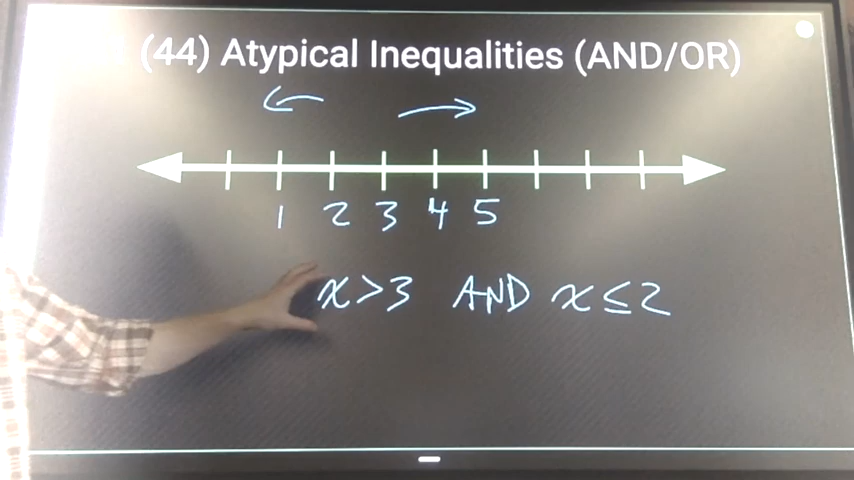 (44) Atypical Inequalities (AND/OR)
1 2 3 4 5
x>3 AND x≤2